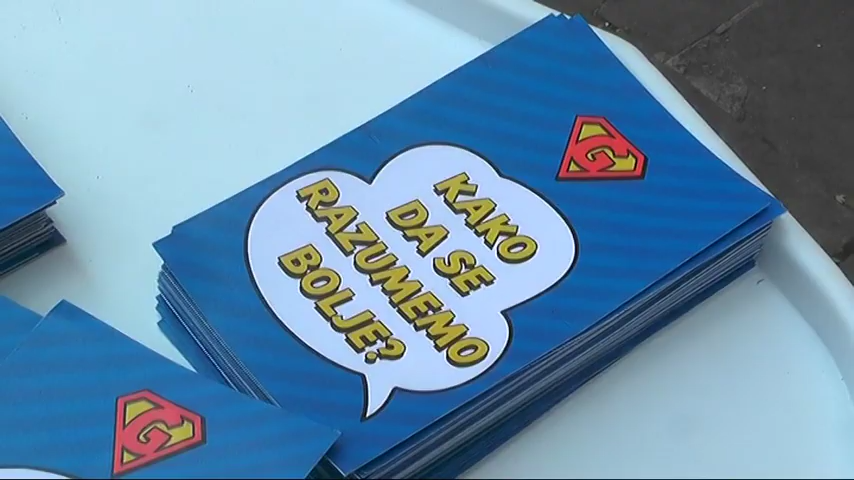 KAKO
DA SE
RAZUMEMO
BOLJE?
G
G